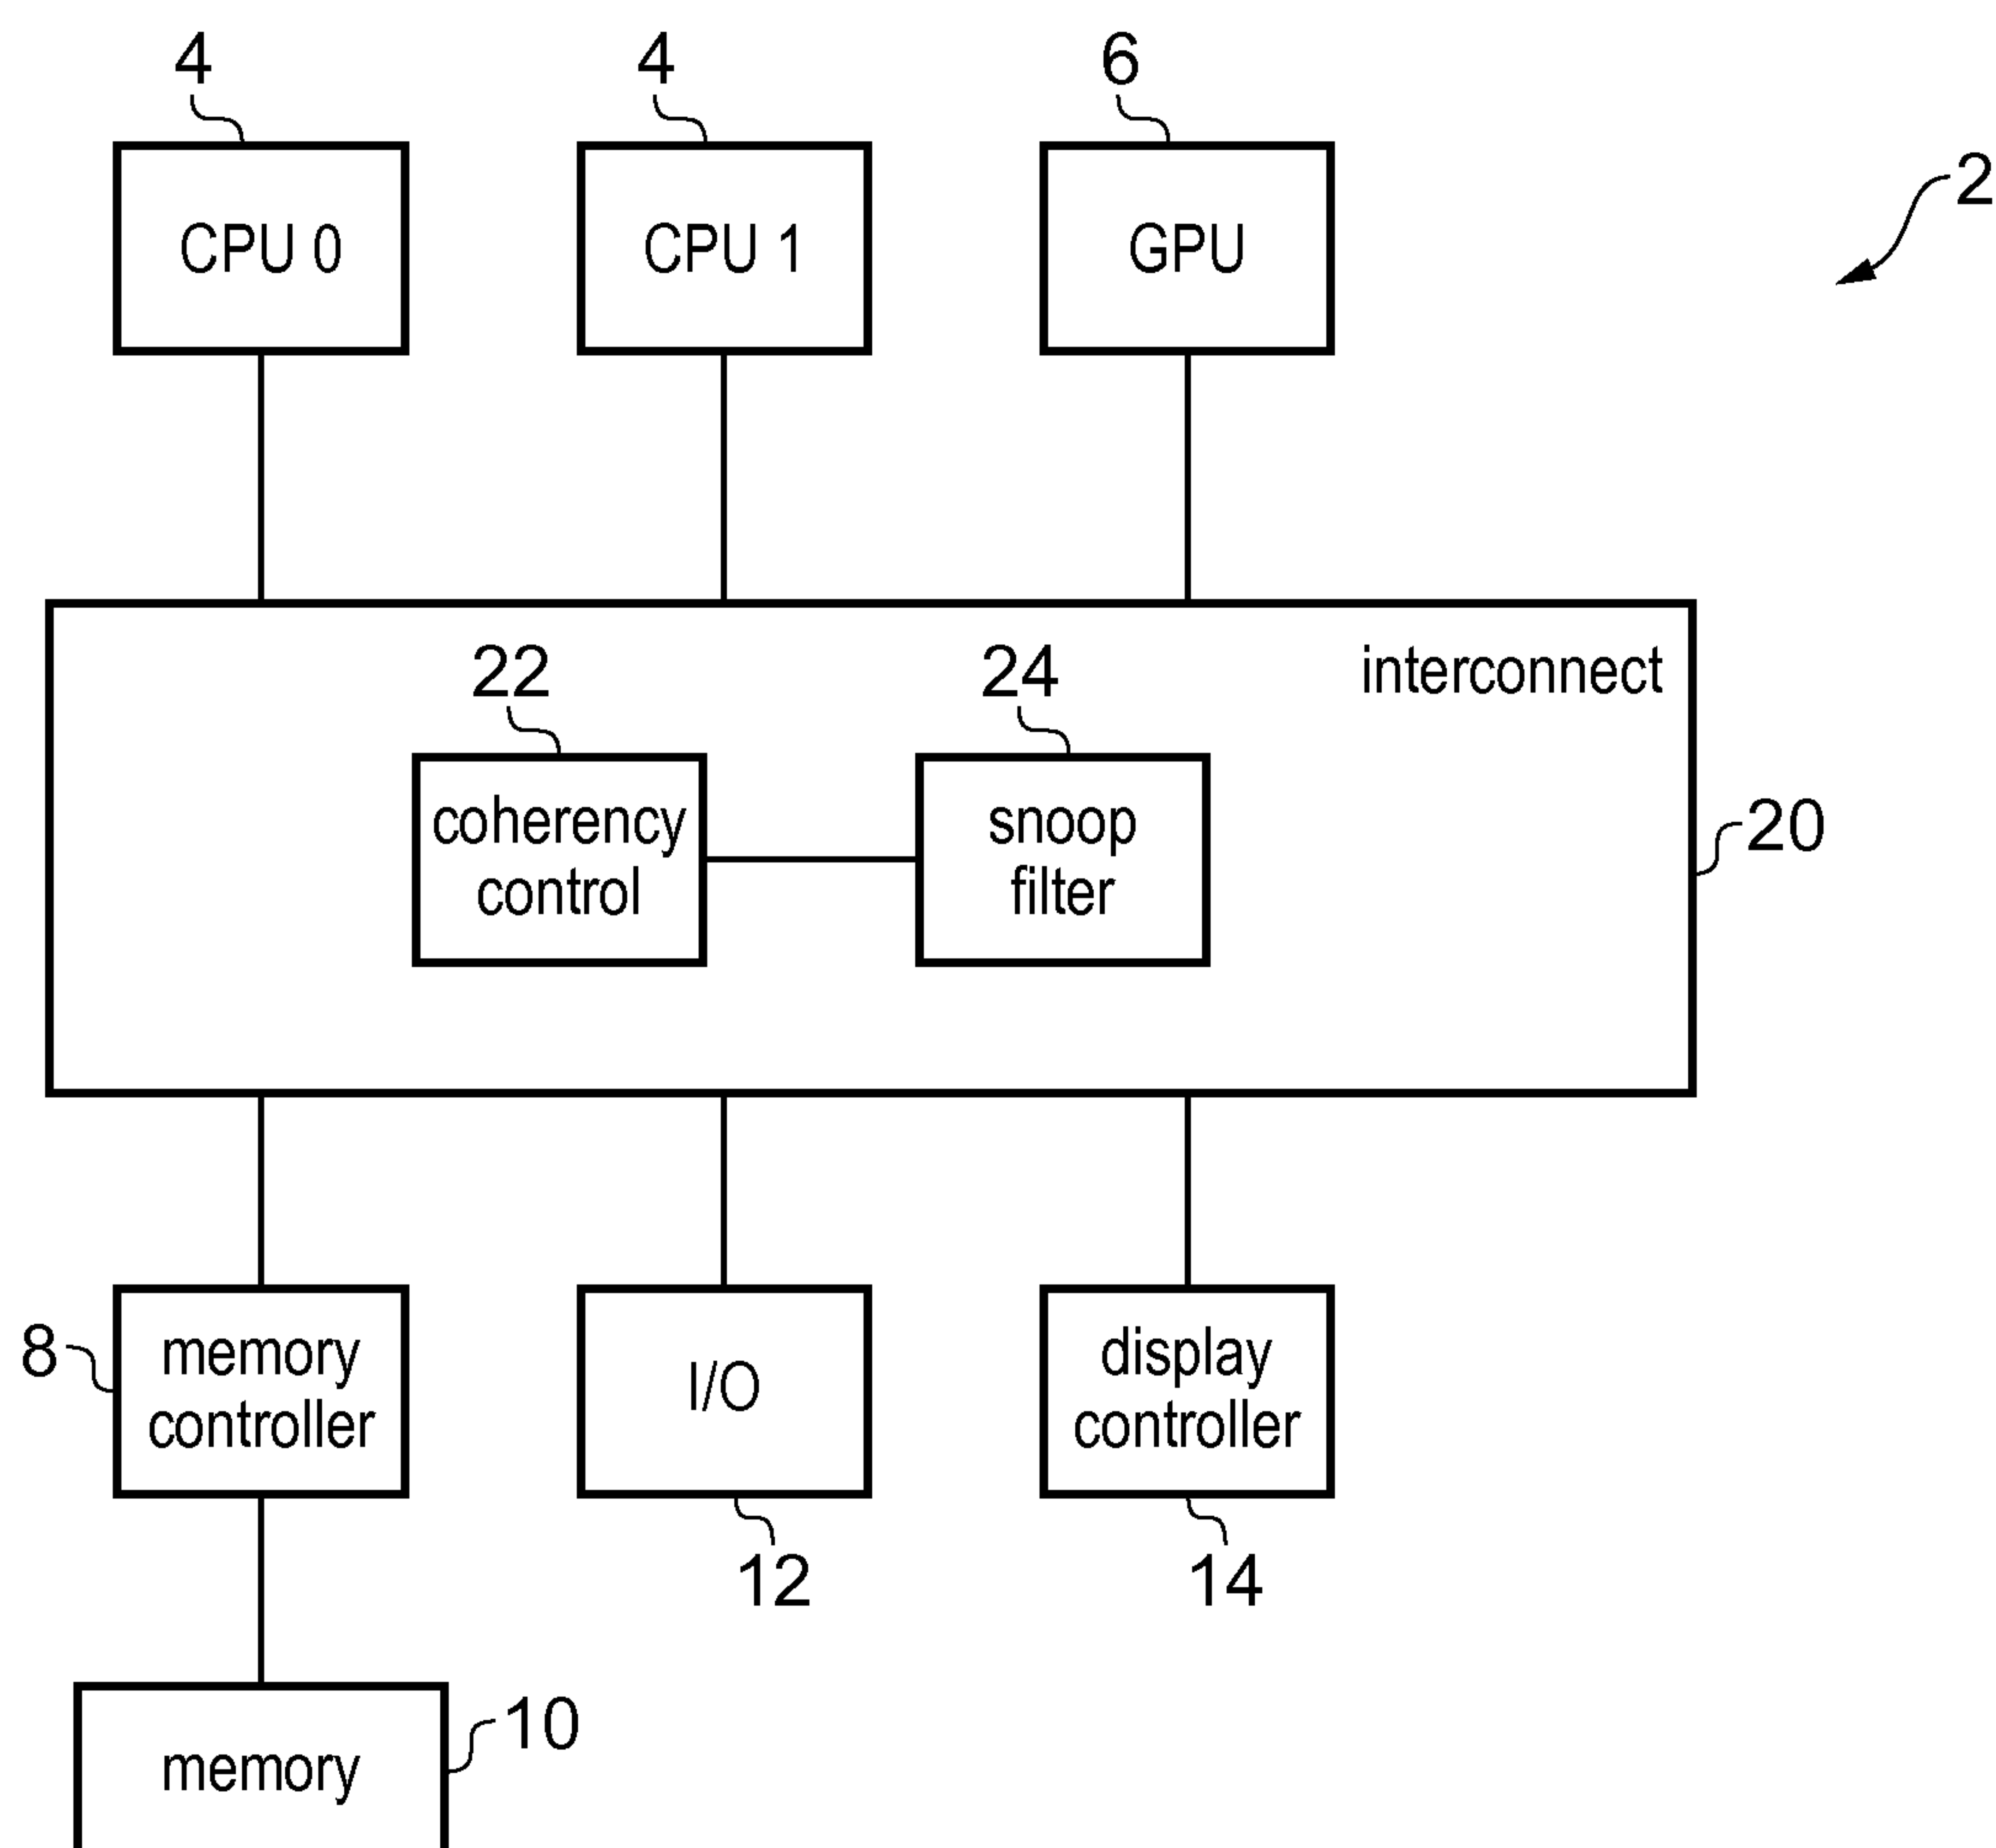 4
4
6
2
CPU 0
CPU 1
GPU
interconnect
22
24
coherency
control
snoop
filter
20
8
memory
controller
I/O
display
controller
12
14
10
memory